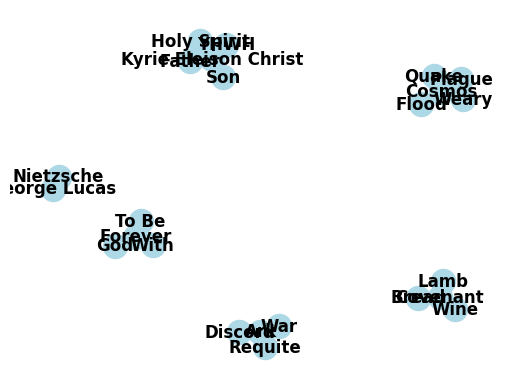 Holy Spirit
YHWH
Father
Kyrie Eleison
Christ
Son
Quake
Plague
Cosmos
Weary
Flood
Nietzsche
eorge Lucas
To Be
Forever
God
With
Lamb
Bread
Covenant
Wine
War
Discord
Ark
Requite